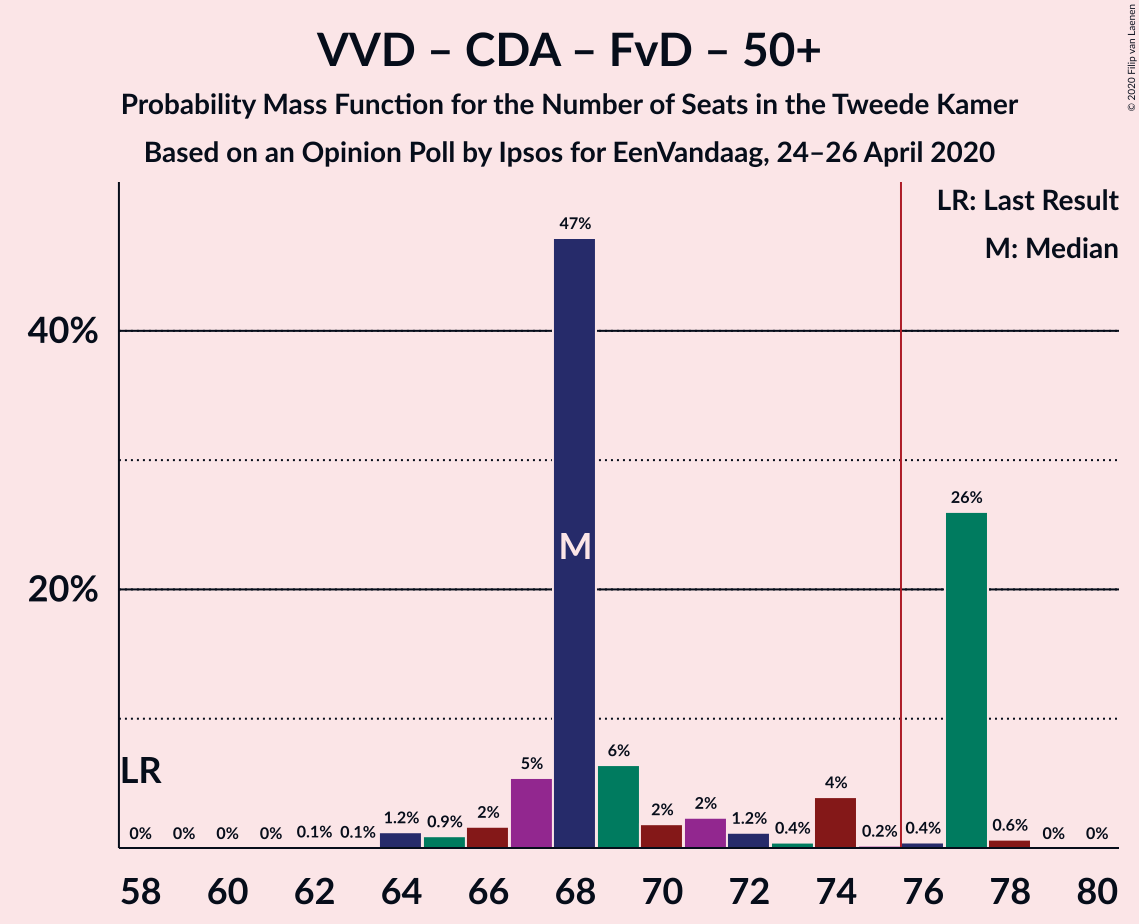 VVD – CDA – FvD – 50+
Probability Mass Function for the Number of Seats in the Tweede Kamer
Based on an Opinion Poll by Ipsos for EenVandaag, 24–26 April 2020
© 2020 Filip van Laenen
LR: Last Result
M: Median
40%
20%
LR
M
0% 0% 0% 0% 0.1% 0.1% 1.2% 0.9% 2% 5% 47% 6% 2% 2% 1.2% 0.4% 4% 0.2% 0.4% 26% 0.6% 0% 0%
58 60 62 64 66 68 70 72 74 76 78 80